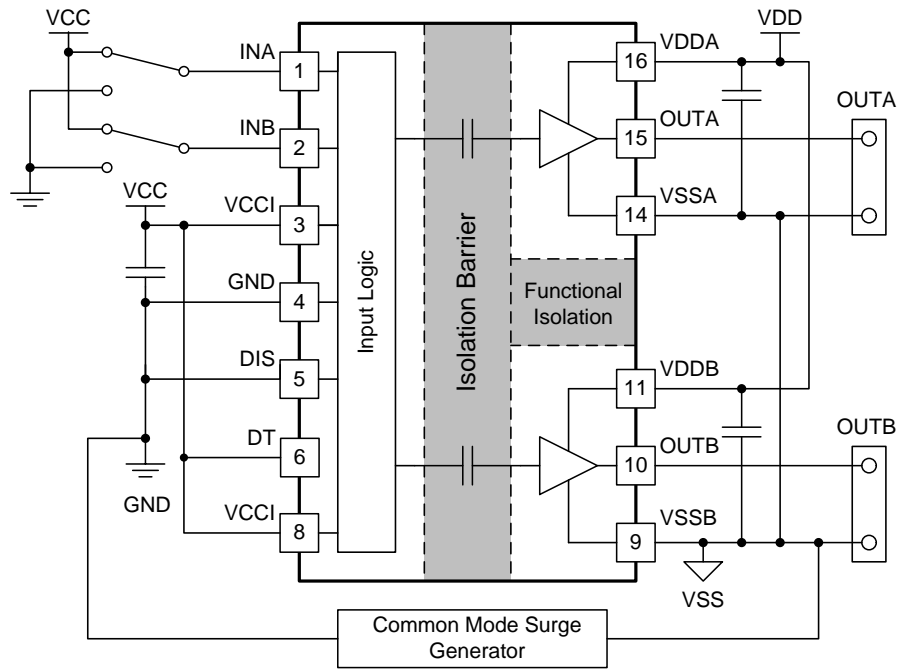 VCC
INA
1
INB
2
VCC
VCCI
3
GND
4
DIS
5
DT
6
GND
VCCI
8
Input Logic
Isolation Barrier
Functional
Isolation
16
VDDA
VDD
15
OUTA
OUTA
14
VSSA
11
VDDB
10
OUTB
OUTB
9
VSSB
VSS
Common Mode Surge
Generator